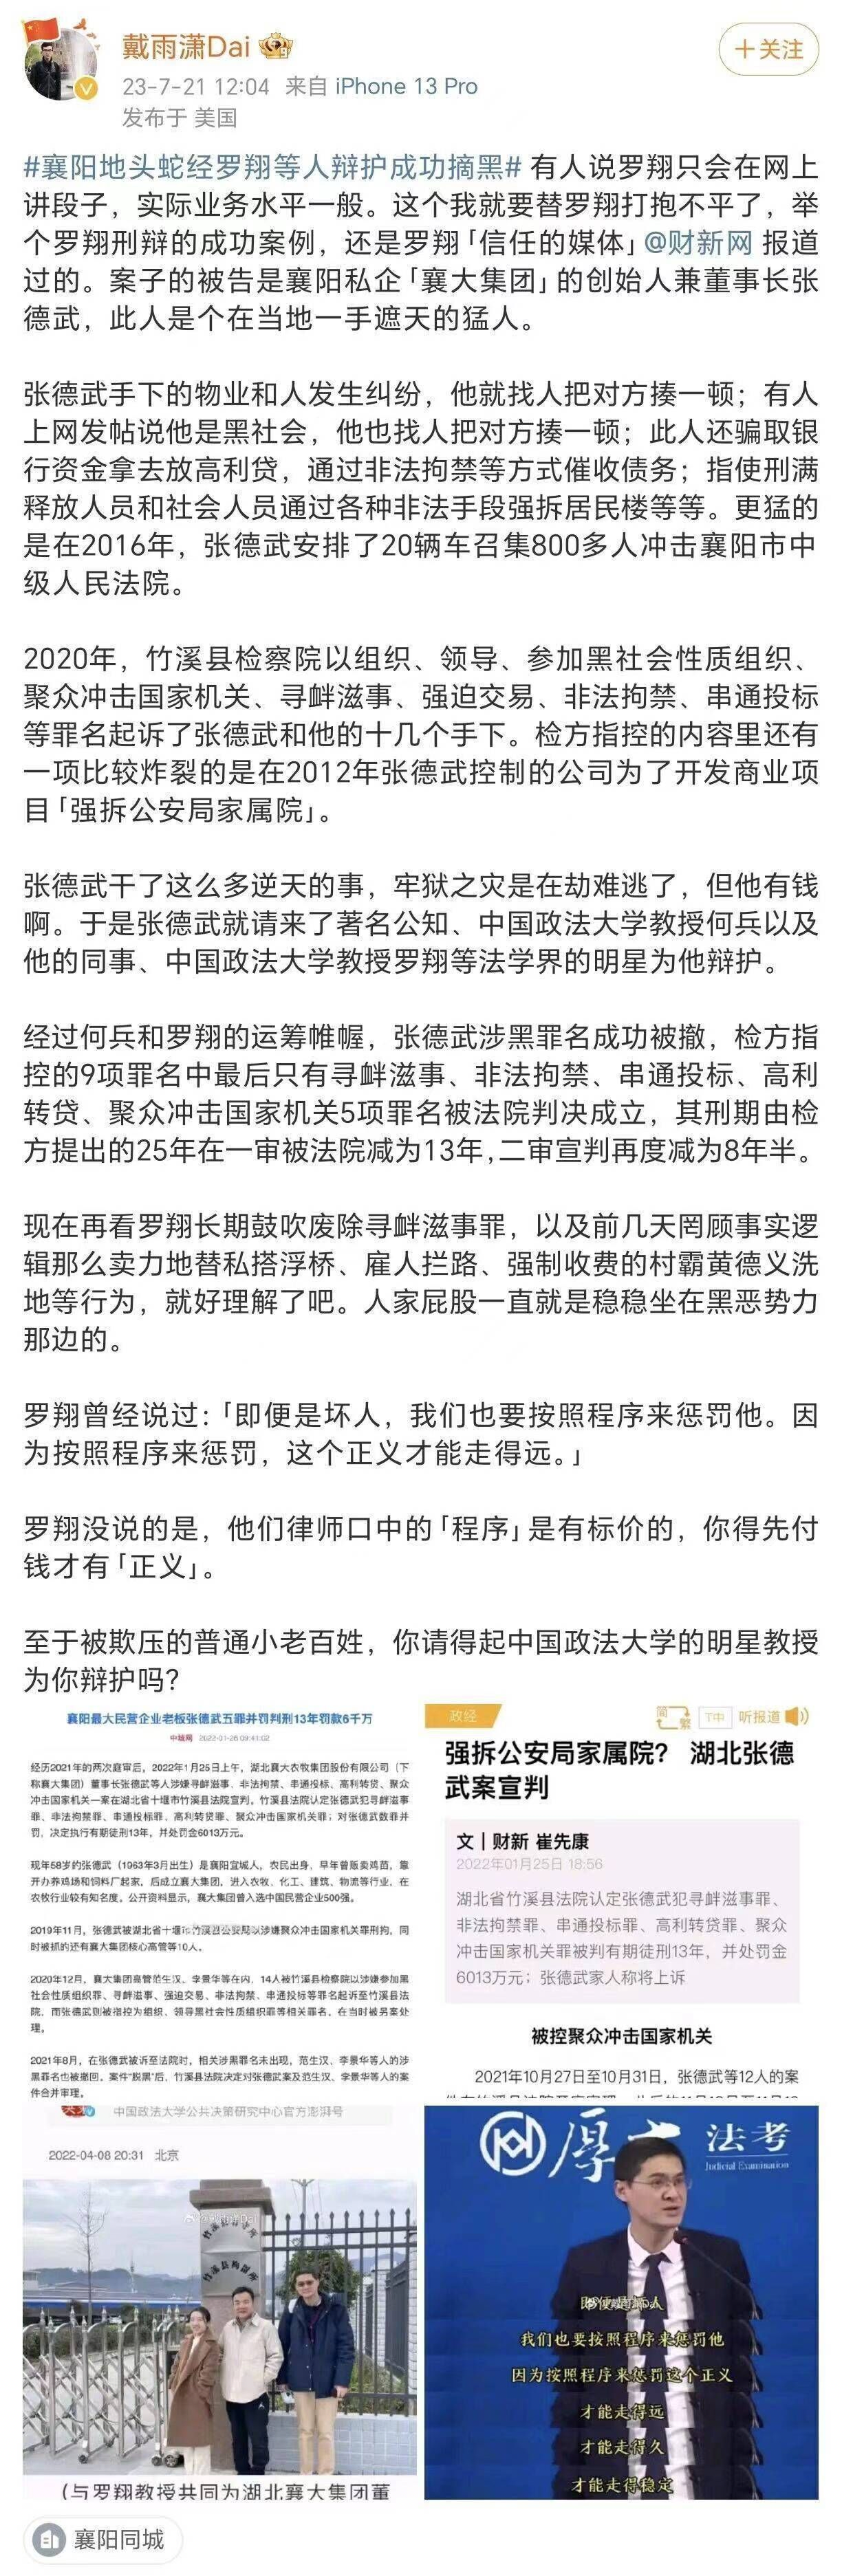 戴雨潇Dai
+关注
23-7-21 12:04 来自 iPhone 13 Pro
发布于 美国
#襄阳地头蛇经罗翔等人辩护成功摘黑# 有人说罗翔只会在网上
讲段子，实际业务水平一般。这个我就要替罗翔打抱不平了，举
个罗翔刑辩的成功案例，还是罗翔「信任的媒体」@财新网 报道
过的。案子的被告是襄阳私企「襄大集团」的创始人兼董事长张
德武，此人是个在当地一手遮天的猛人。
张德武手下的物业和人发生纠纷，他就找人把对方揍一顿；有人
上网发帖说他是黑社会，他也找人把对方揍一顿；此人还骗取银
行资金拿去放高利贷，通过非法拘禁等方式催收债务；指使刑满
释放人员和社会人员通过各种非法手段强拆居民楼等等。更猛的
是在2016年，张德武安排了20辆车召集800多人冲击襄阳市中
级人民法院。
2020年，竹溪县检察院以组织、领导、参加黑社会性质组织、
聚众冲击国家机关、寻衅滋事、强迫交易、非法拘禁、串通投标
等罪名起诉了张德武和他的十几个手下。检方指控的内容里还有
一项比较炸裂的是在2012年张德武控制的公司为了开发商业项
目「强拆公安局家属院」。
张德武干了这么多逆天的事，牢狱之灾是在劫难逃了，但他有钱
啊。于是张德武就请来了著名公知、中国政法大学教授何兵以及
他的同事、中国政法大学教授罗翔等法学界的明星为他辩护。
经过何兵和罗翔的运筹帷幄，张德武涉黑罪名成功被撤，检方指
控的9项罪名中最后只有寻衅滋事、非法拘禁、串通投标、高利
转贷、聚众冲击国家机关5项罪名被法院判决成立，其刑期由检
方提出的25年在一审被法院减为13年,二审宣判再度减为8年半。
现在再看罗翔长期鼓吹废除寻衅滋事罪，以及前几天罔顾事实逻
辑那么卖力地替私搭浮桥、雇人拦路、强制收费的村霸黄德义洗
地等行为，就好理解了吧。人家屁股一直就是稳稳坐在黑恶势力
那边的。
罗翔曾经说过:「即便是坏人，我们也要按照程序来惩罚他。因
为按照程序来惩罚，这个正义才能走得远。」
罗翔没说的是，他们律师口中的「程序」是有标价的，你得先付
钱才有「正义」。
至于被欺压的普通小老百姓，你请得起中国政法大学的明星教授
为你辩护吗?
襄阳最大民营企业老板张德武五罪并罚判刑13年罚款6千万
中城网 2022-01-26 09:41:02
经历2021年的两次庭审后，2022年1月25日上午，湖北襄大农牧集团股份有限公司（下
称襄大集团）董事长张德武等人涉嫌寻衅滋事、非法拘禁、串通投标、高利转贷、聚众
冲击国家机关一案在湖北省十堰市竹溪县法院宣判。竹溪县法院认定张德武犯寻衅滋事
罪、非法拘禁罪、串通投标罪、高利转贷罪、聚众冲击国家机关罪；对张德武数罪并
罚，决定执行有期徒刑13年，并处罚金6013万元。
现年58岁的张德武（1963年3月出生）是襄阳宜城人，农民出身，早年曾贩卖鸡苗，靠
开办养鸡场和饲料厂起家，后成立襄大集团，进入农牧、化工、建筑、物流等行业，在
农牧行业较有知名度。公开资料显示，襄大集团曾入选中国民营企业500强。
2019年11月，张德武被湖北省十堰市竹溪县公安局以涉嫌聚众冲击国家机关罪刑拘，同
时被抓的还有襄大集团核心高管等10人。
2020年12月，襄大集团高管范生汉、李景华等在内，14人被竹溪县检察院以涉嫌参加黑
社会性质组织罪、寻衅滋事、强迫交易、非法拘禁、串通投标等罪名起诉至竹溪县法
院，而张德武则被指控为组织、领导黑社会性质组织罪等相关罪名，在当时被另案处
理。
2021年8月，在张德武被诉至法院时，相关涉黑罪名未出现，范生汉、李景华等人的涉
黑罪名也被撤回。案件"脱黑"后，竹溪县法院决定对张德武案及范生汉、李景华等人的案
件合并审理。
政经
简
繁
T中
听报道
强拆公安局家属院? 湖北张德
武案宣判
文｜财新 崔先康
2022年01月25日 18:56
湖北省竹溪县法院认定张德武犯寻衅滋事罪、
非法拘禁罪、串通投标罪、高利转贷罪、聚众
冲击国家机关罪被判有期徒刑13年，并处罚金
6013万元；张德武家人称将上诉
被控聚众冲击国家机关
2021年10月27日至10月31日，张德武等12人的案
中国政法大学公共决策研究中心官方澎湃号
2022-04-08 20:31 北京
竹溪县拘留所
（与罗翔教授共同为湖北襄大集团董
厚大 法考
Judicial Examination
即便是坏人
我们也要按照程序来惩罚他
因为按照程序来惩罚这个正义
才能走得远
才能走得久
才能走得稳定
襄阳同城